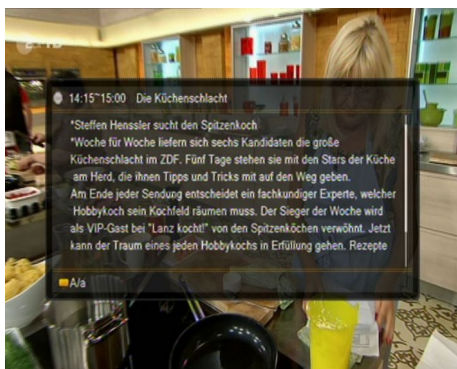 14:15~15:00 Die Küchenschlacht
*Steffen Henssler sucht den Spitzenkoch
*Woche für Woche liefern sich sechs Kandidaten die große
Küchenschlacht im ZDF. Fünf Tage stehen sie mit den Stars der Küche
am Herd, die ihnen Tipps und Tricks mit auf den Weg geben.
Am Ende jeder Sendung entscheidet ein fachkundiger Experte, welcher
Hobbykoch sein Kochfeld räumen muss. Der Sieger der Woche wird
als VIP-Gast bei "Lanz kocht!" von den Spitzenköchen verwöhnt. Jetzt
kann der Traum eines jeden Hobbykochs in Erfüllung gehen. Rezepte
A/a